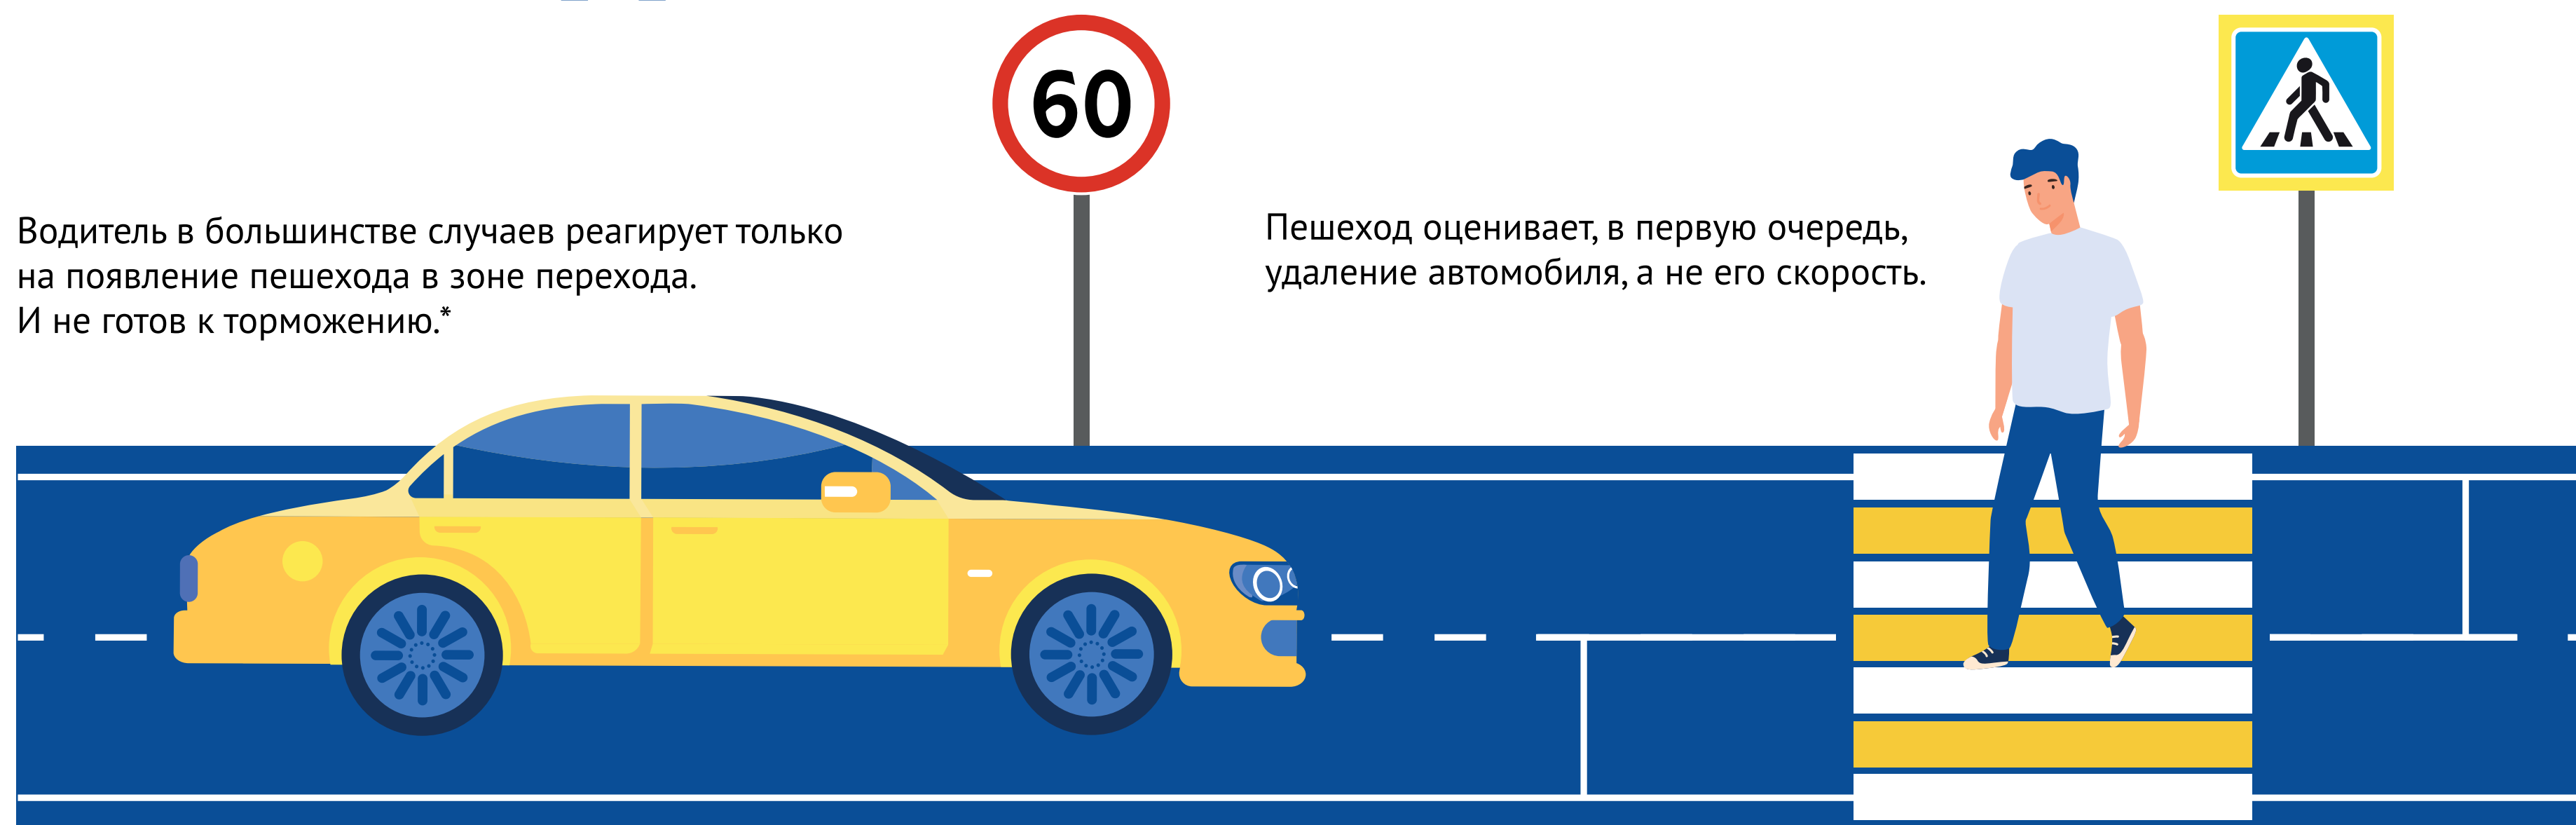 60
Водитель в большинстве случаев реагирует только
на появление пешехода в зоне перехода.
И не готов к торможению.*
Пешеход оценивает, в первую очередь,
удаление автомобиля, а не его скорость.